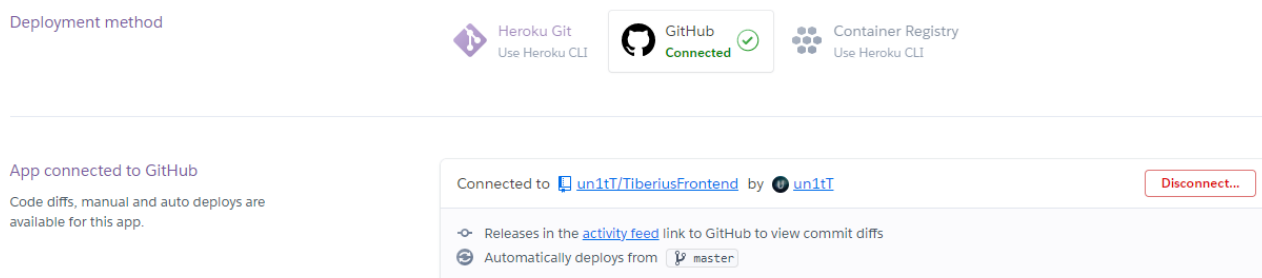 Deployment method
Heroku Git
Use Heroku CLI
GitHub
Connected
Container Registry
Use Heroku CLI
App connected to GitHub
Code diffs, manual and auto deploys are
available for this app.
Connected to un1tT/TiberiusFrontend by un1tT
Disconnect...
Releases in the activity feed link to GitHub to view commit diffs
Automatically deploys from master